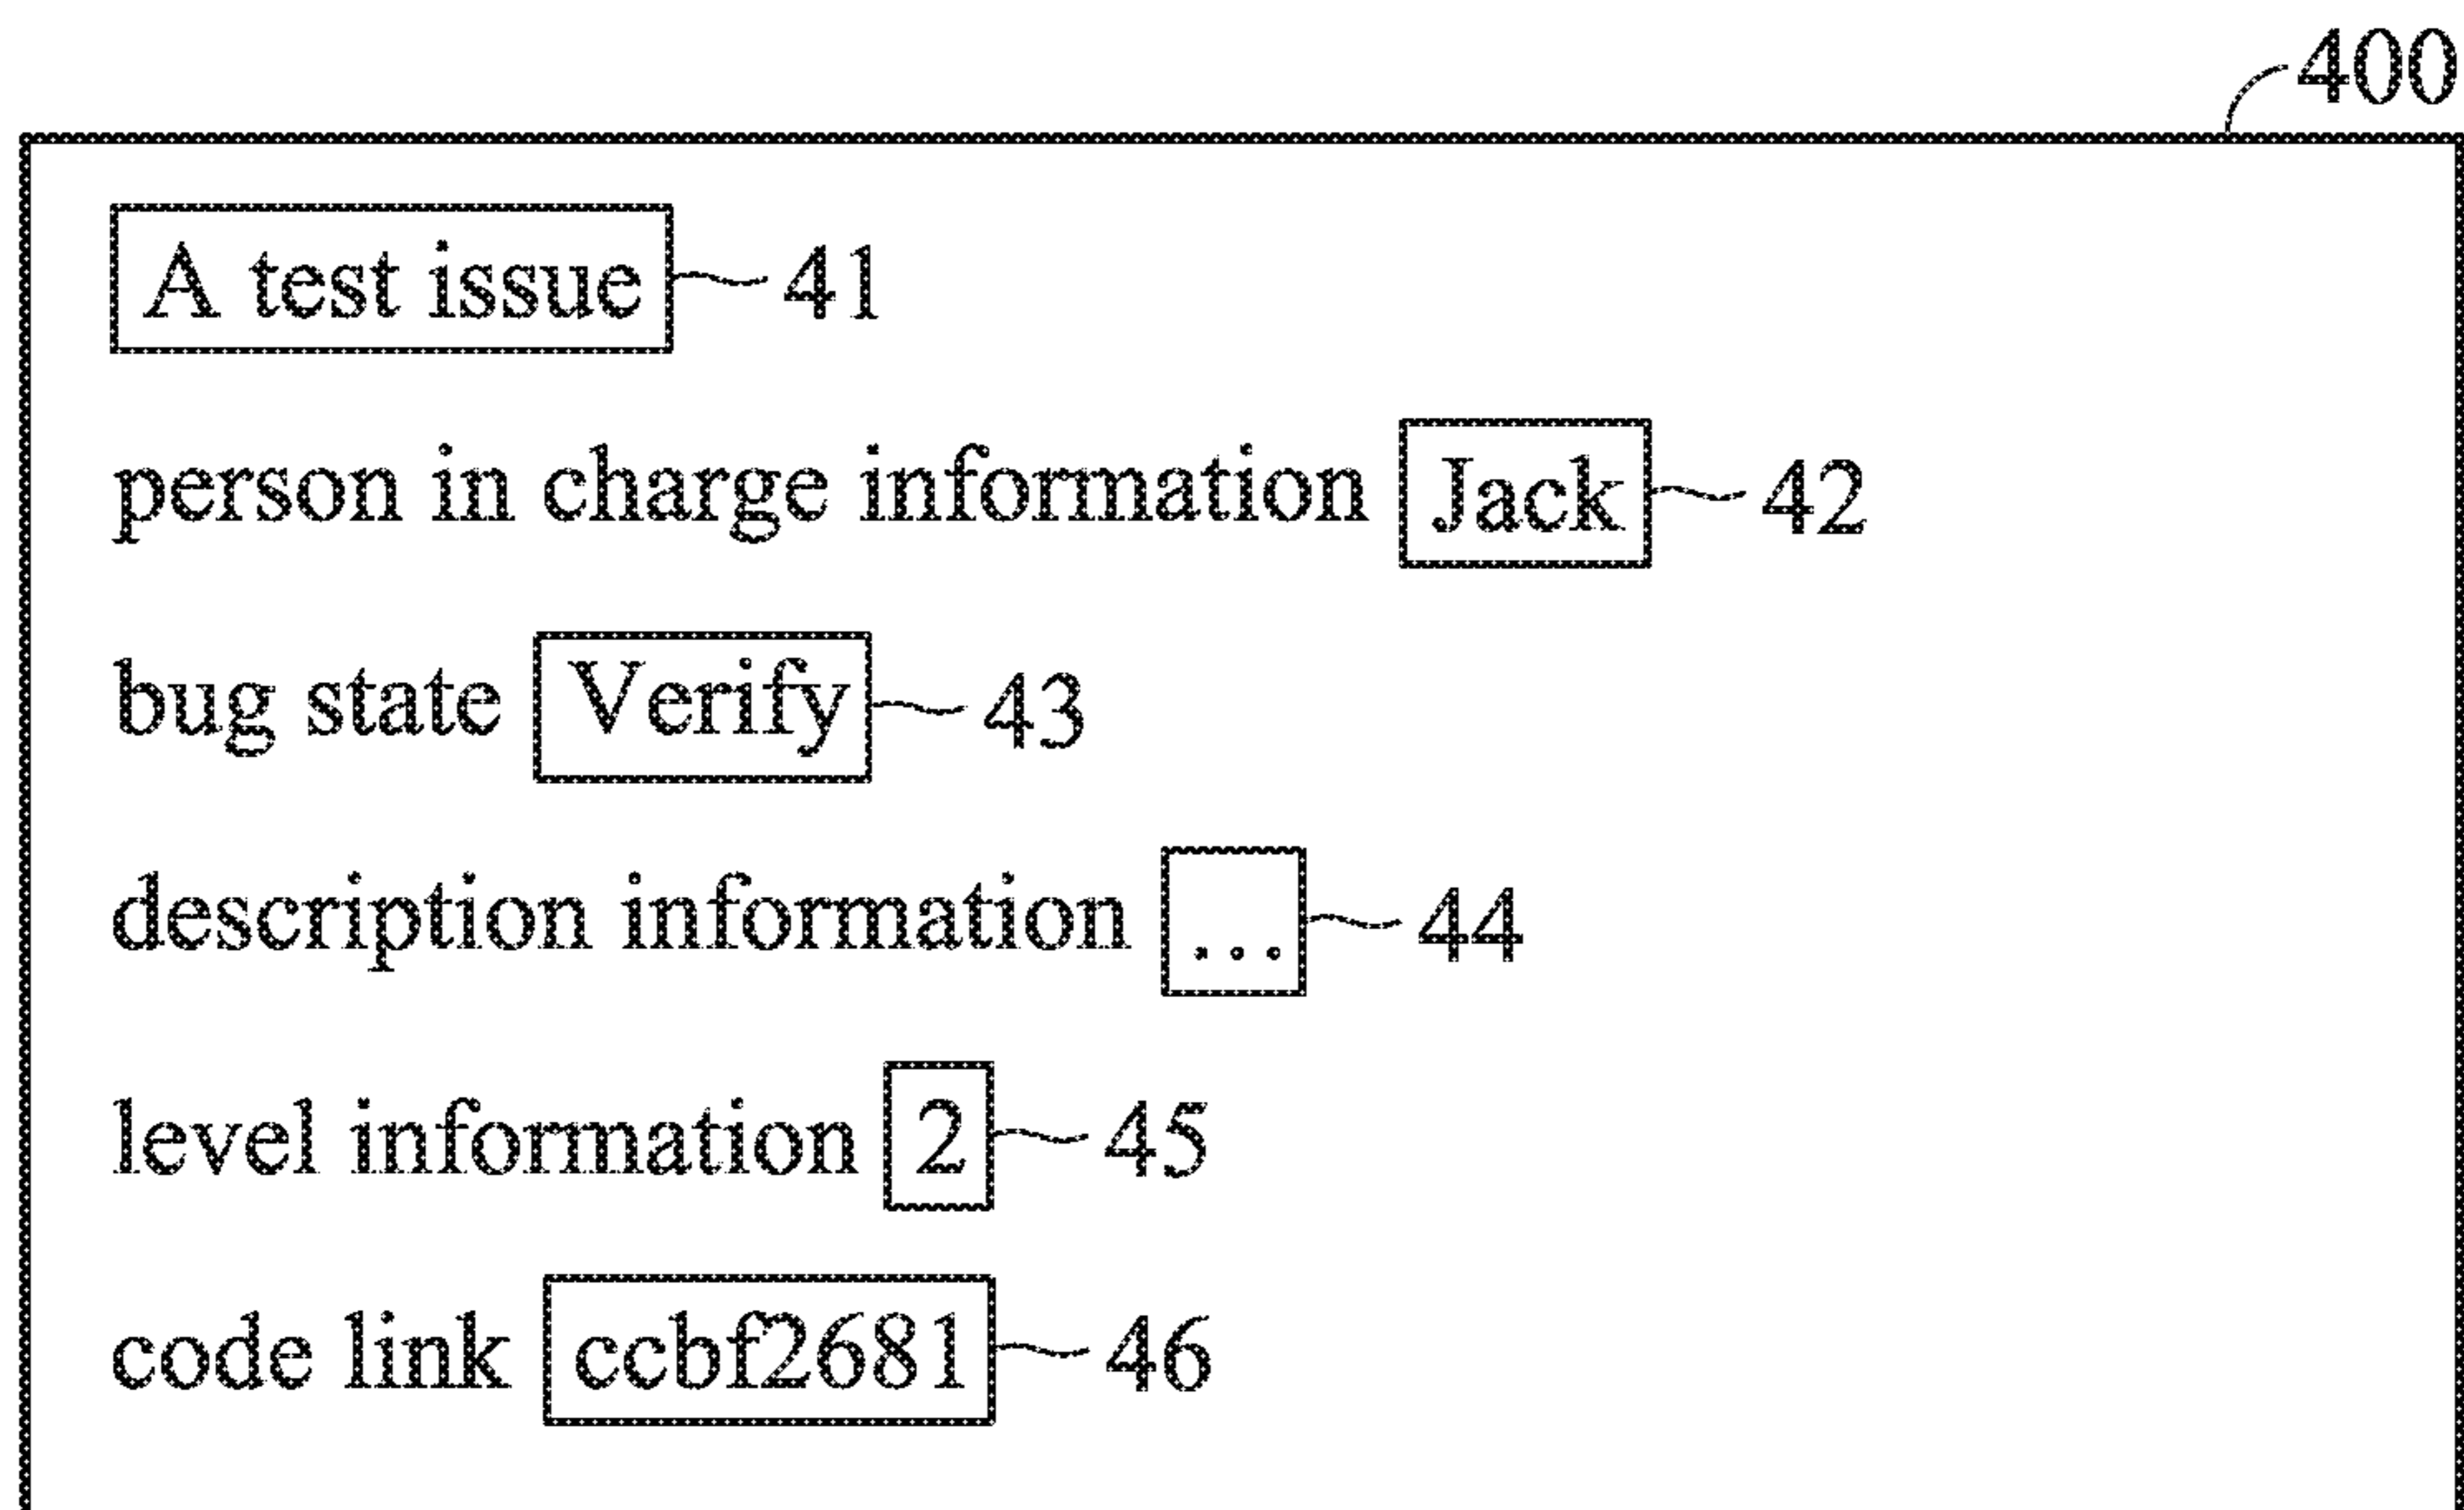 400
A test issue 41
person in charge information Jack 42
bug state Verify 43
description information ... 44
level information 2 45
code link ccbf2681 46